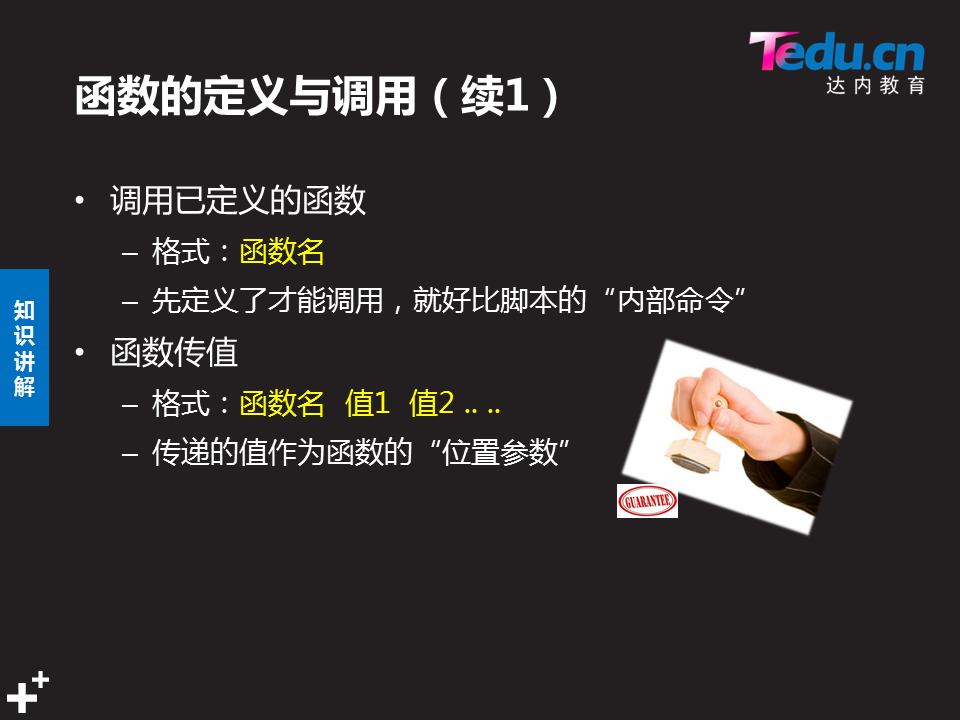 Tedu.cn
达内教育
函数的定义与调用（续1）
• 调用已定义的函数
– 格式：函数名
– 先定义了才能调用，就好比脚本的“内部命令”
知识讲解
• 函数传值
– 格式：函数名 值1 值2 .. ..
– 传递的值作为函数的“位置参数”
GUARANTEE